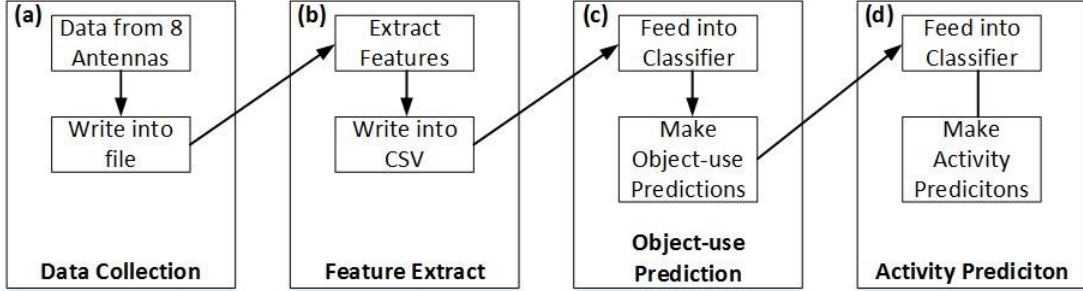 (a)
Data from 8
Antennas
Write into
file
Data Collection
(b)
Extract
Features
Write into
CSV
Feature Extract
(c)
Feed into
Classifier
Make
Object-use
Predictions
Object-use
Prediction
(d)
Feed into
Classifier
Make
Activity
Predicitons
Activity Prediciton